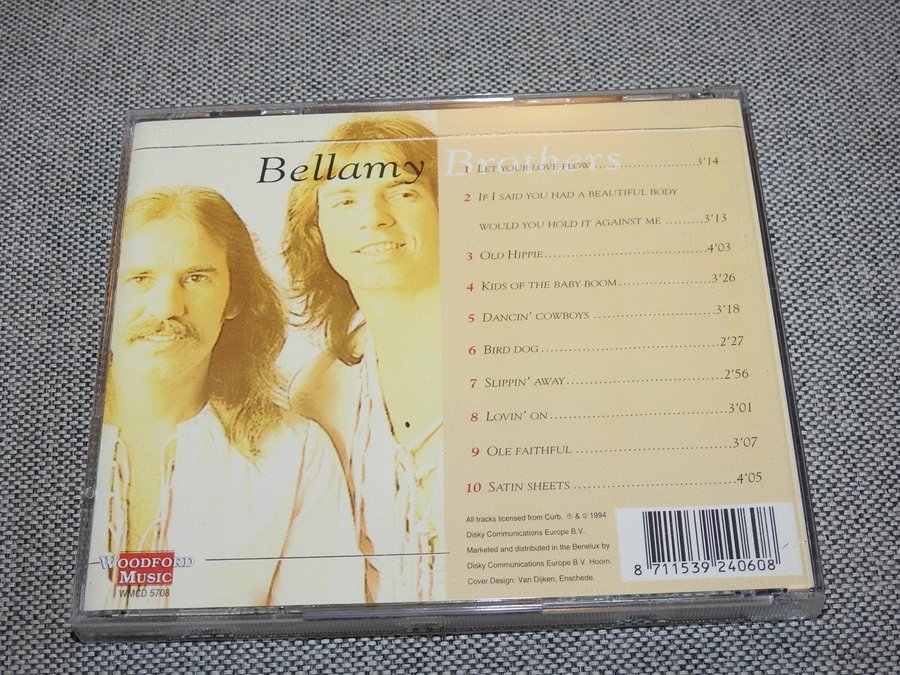 Bellamy Brothers
1 Let your love flow ..................3'14
2 If I said you had a beautiful body
would you hold it against me .........3'13
3 Old Hippie......................................4'03
4 Kids of the baby boom......................3'26
5 Dancin' cowboys ............................3'18
6 Bird dog..........................................2'27
7 Slippin' away....................................2'56
8 Lovin' on.........................................3'01
9 Ole faithful .....................................3'07
10 Satin sheets .....................................4'05
All tracks licensed from Curb. ℗ & © 1994
Disky Communications Europe B.V.
Marketed and distributed in the Benelux by
Disky Communications Europe B.V. Hoorn.
Cover Design: Van Dijken, Enschede.
8 711539 240608
Woodford
Music
WMCD 5708